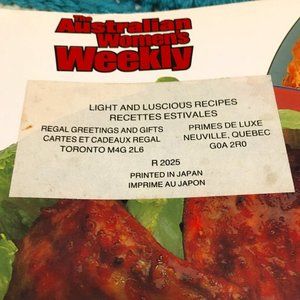 The
Australian
Women's
Weekly
LIGHT AND LUSCIOUS RECIPES
RECETTES ESTIVALES
REGAL GREETINGS AND GIFTS
CARTES ET CADEAUX REGAL
TORONTO M4G 2L6
PRIMES DE LUXE
NEUVILLE, QUEBEC
G0A 2R0
R 2025
PRINTED IN JAPAN
IMPRIME AU JAPON